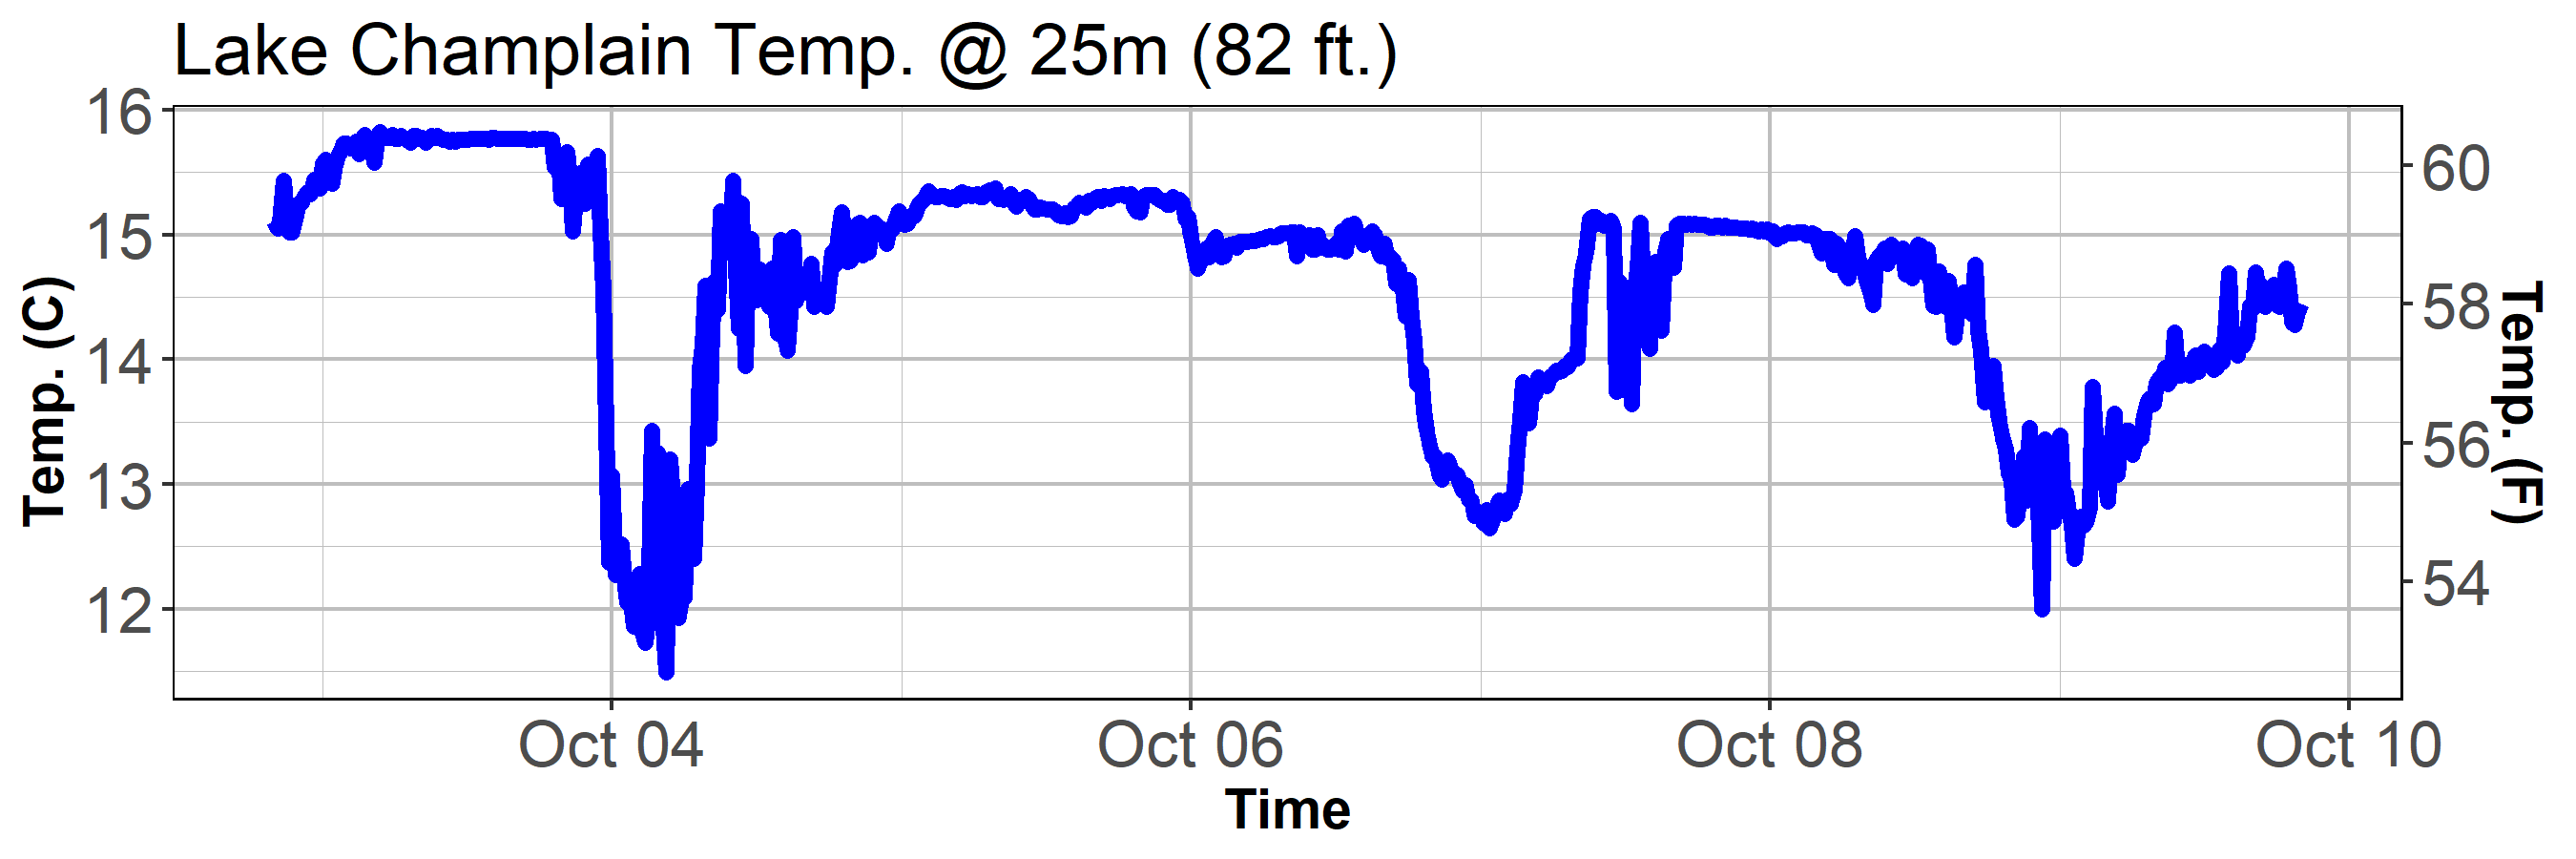 Lake Champlain Temp. @ 25m (82 ft.)
16
15
14
13
12
Temp. (C)
60
58
56
54
Temp. (F)
Oct 04
Oct 06
Oct 08
Oct 10
Time